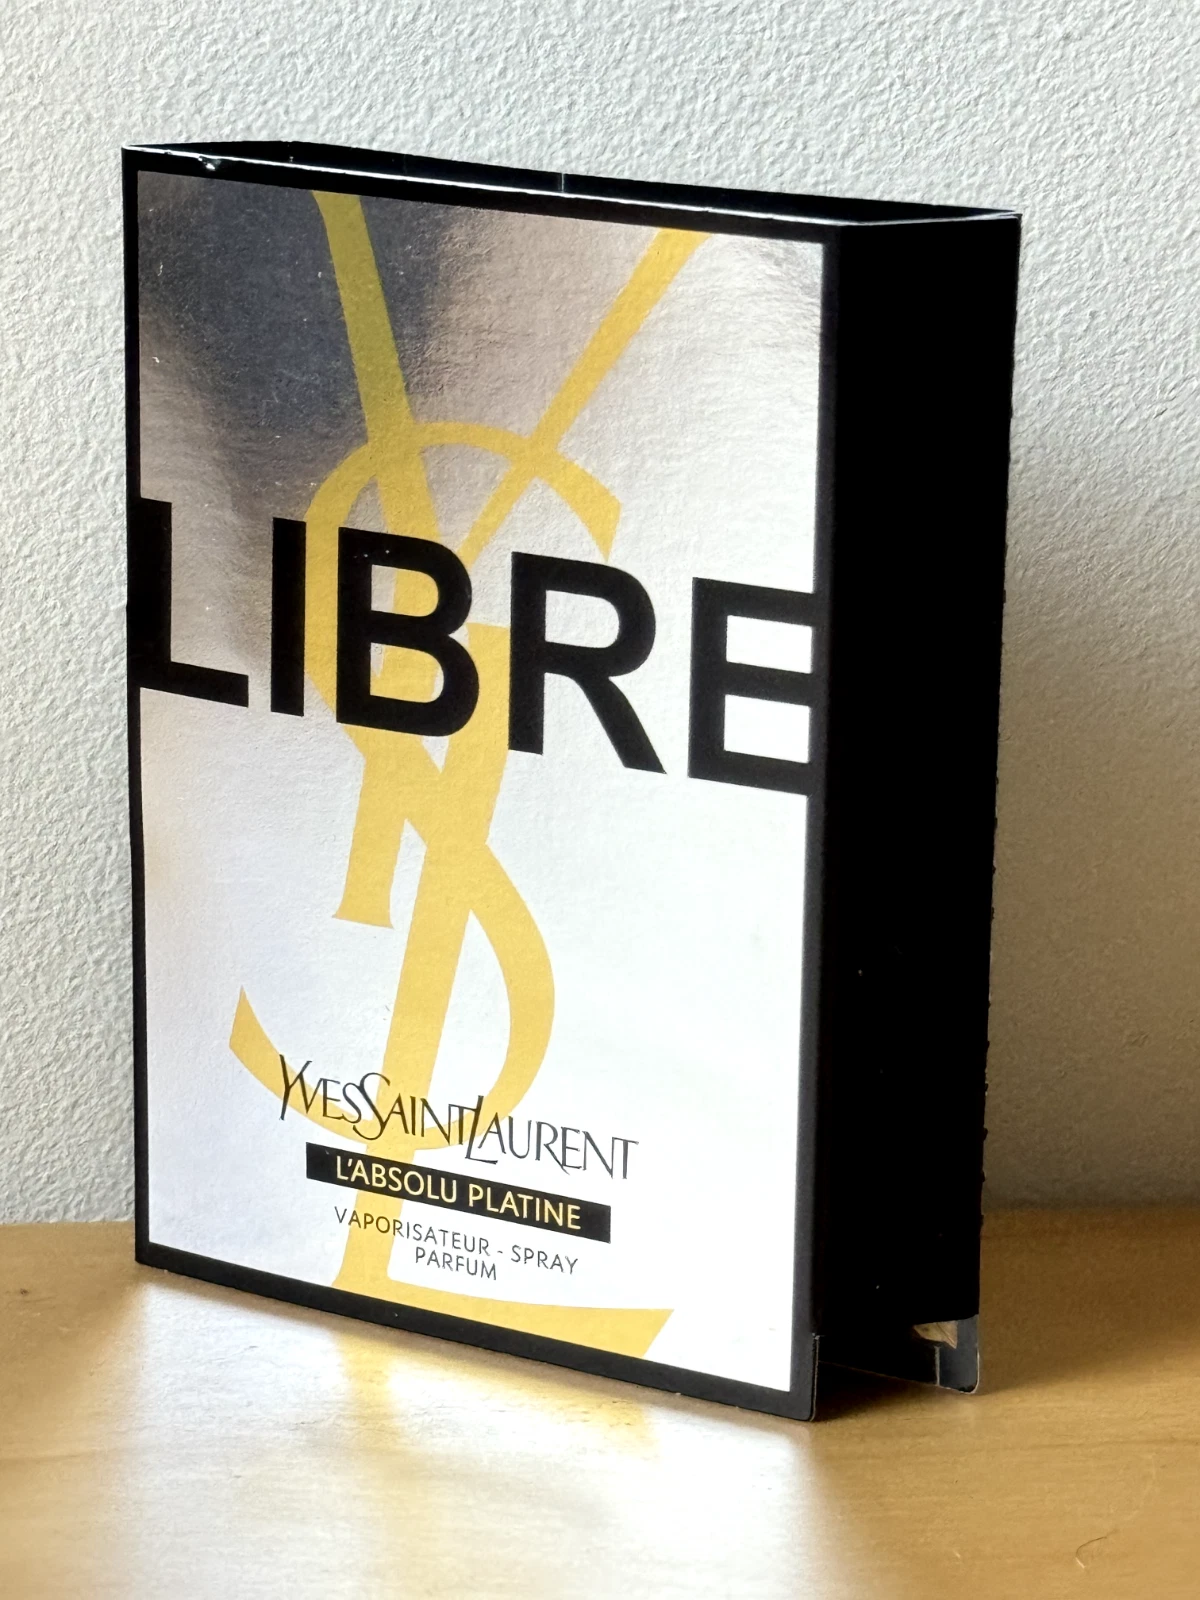 YSL
LIBRE
YVESSAINTLAURENT
L'ABSOLU PLATINE
VAPORISATEUR - SPRAY
PARFUM